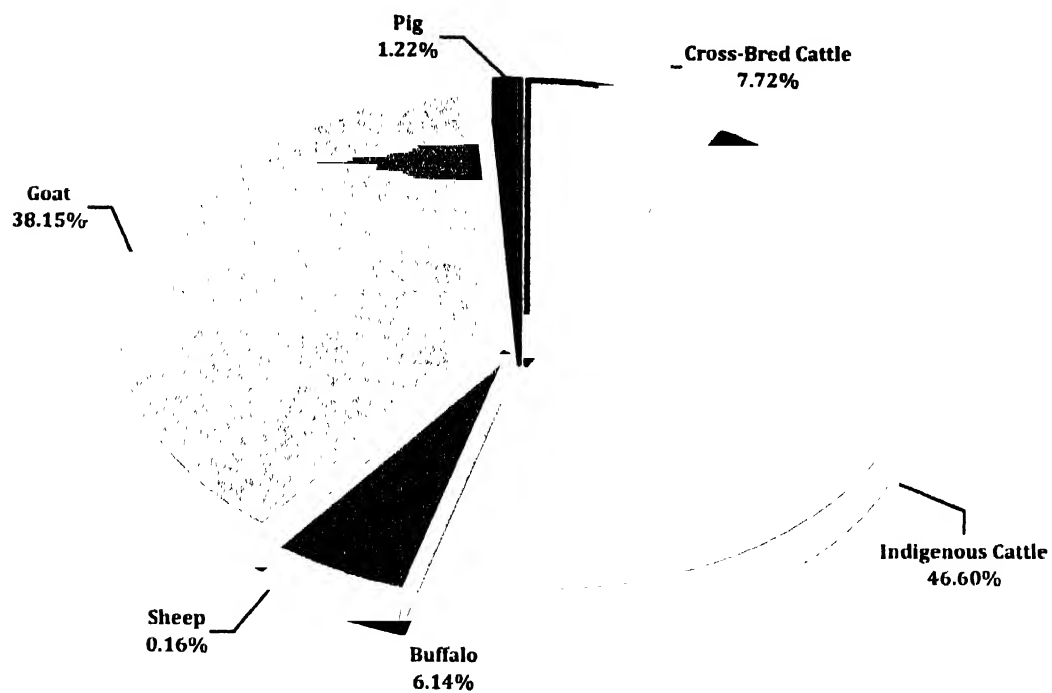 Pig
1.22%
Cross-Bred Cattle
7.72%
Goat
38.15%
Indigenous Cattle
46.60%
Sheep
0.16%
Buffalo
6.14%